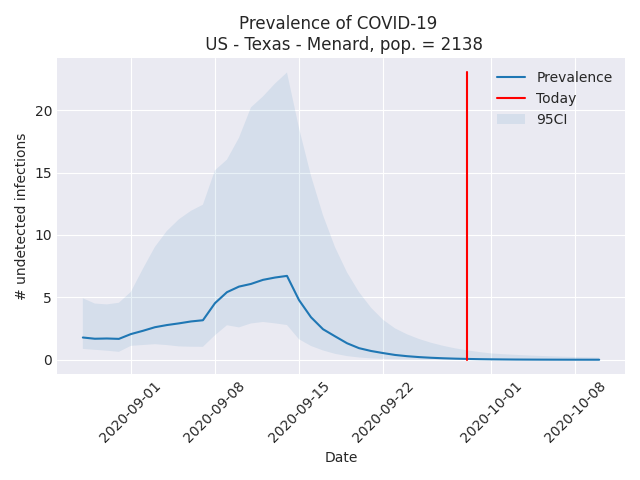 Prevalence of COVID-19
US - Texas - Menard, pop. = 2138
# undetected infections
20
15
10
5
0
Prevalence
Today
95CI
2020-09-01
2020-09-08
2020-09-15
2020-09-22
2020-10-01
2020-10-08
Date